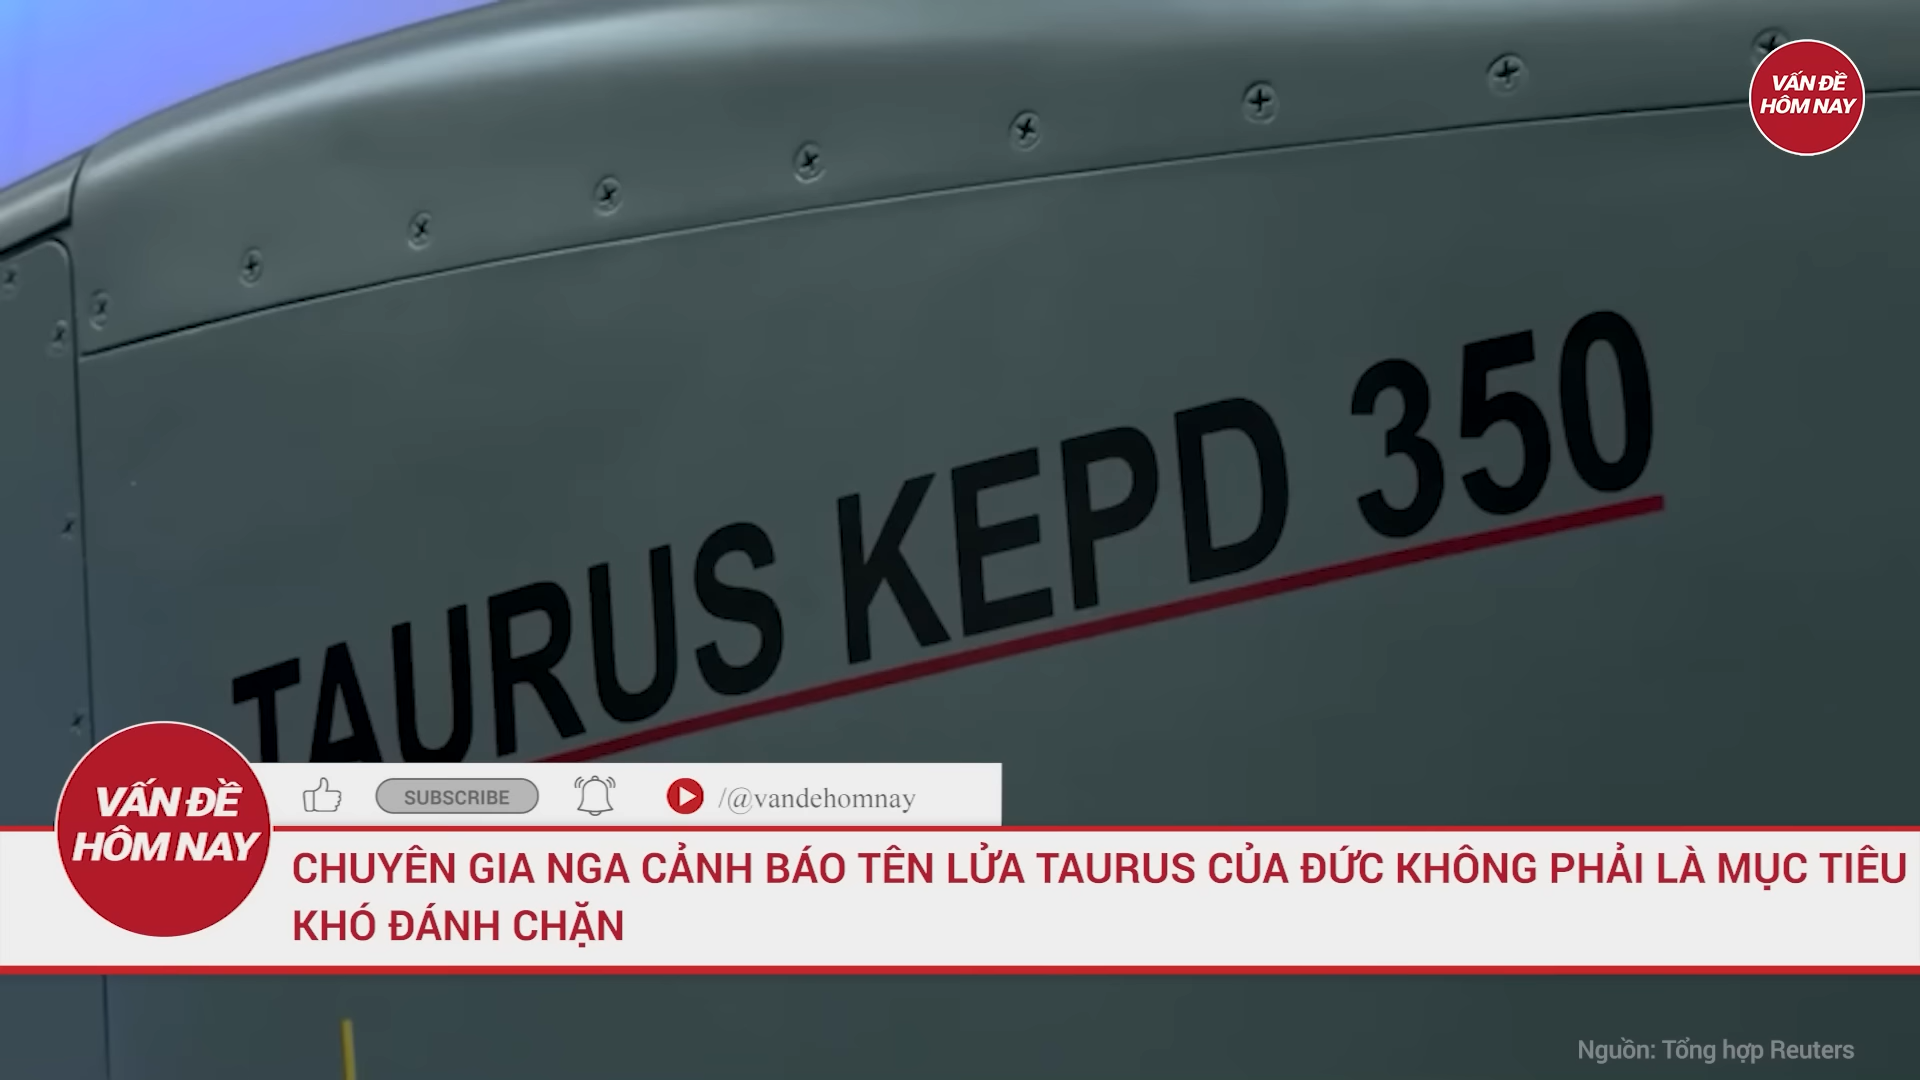 VẤN ĐỀ
HÔM NAY
TAURUS KEPD 350
SUBSCRIBE
/@vandehomnay
VẤN ĐỀ
HÔM NAY
CHUYÊN GIA NGA CẢNH BÁO TÊN LỬA TAURUS CỦA ĐỨC KHÔNG PHẢI LÀ MỤC TIÊU
KHÓ ĐÁNH CHẶN
Nguồn: Tổng hợp Reuters